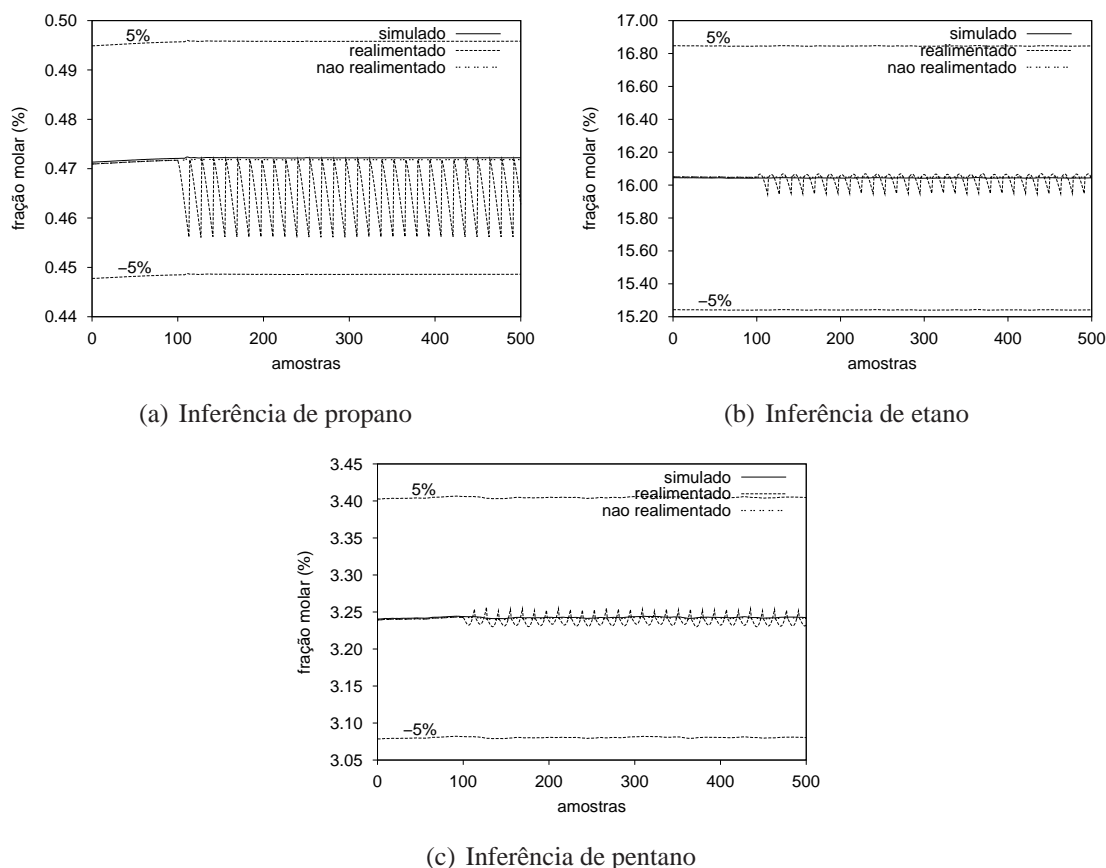 0.50
0.49
0.48
0.47
0.46
0.45
0.44
fração molar (%)
5%
−5%
simulado
realimentado
nao realimentado
0 100 200 300 400 500
amostras
(a) Inferência de propano
17.00
16.80
16.60
16.40
16.20
16.00
15.80
15.60
15.40
15.20
fração molar (%)
5%
−5%
simulado
realimentado
nao realimentado
0 100 200 300 400 500
amostras
(b) Inferência de etano
3.45
3.40
3.35
3.30
3.25
3.20
3.15
3.10
3.05
fração molar (%)
5%
−5%
simulado
realimentado
nao realimentado
0 100 200 300 400 500
amostras
(c) Inferência de pentano